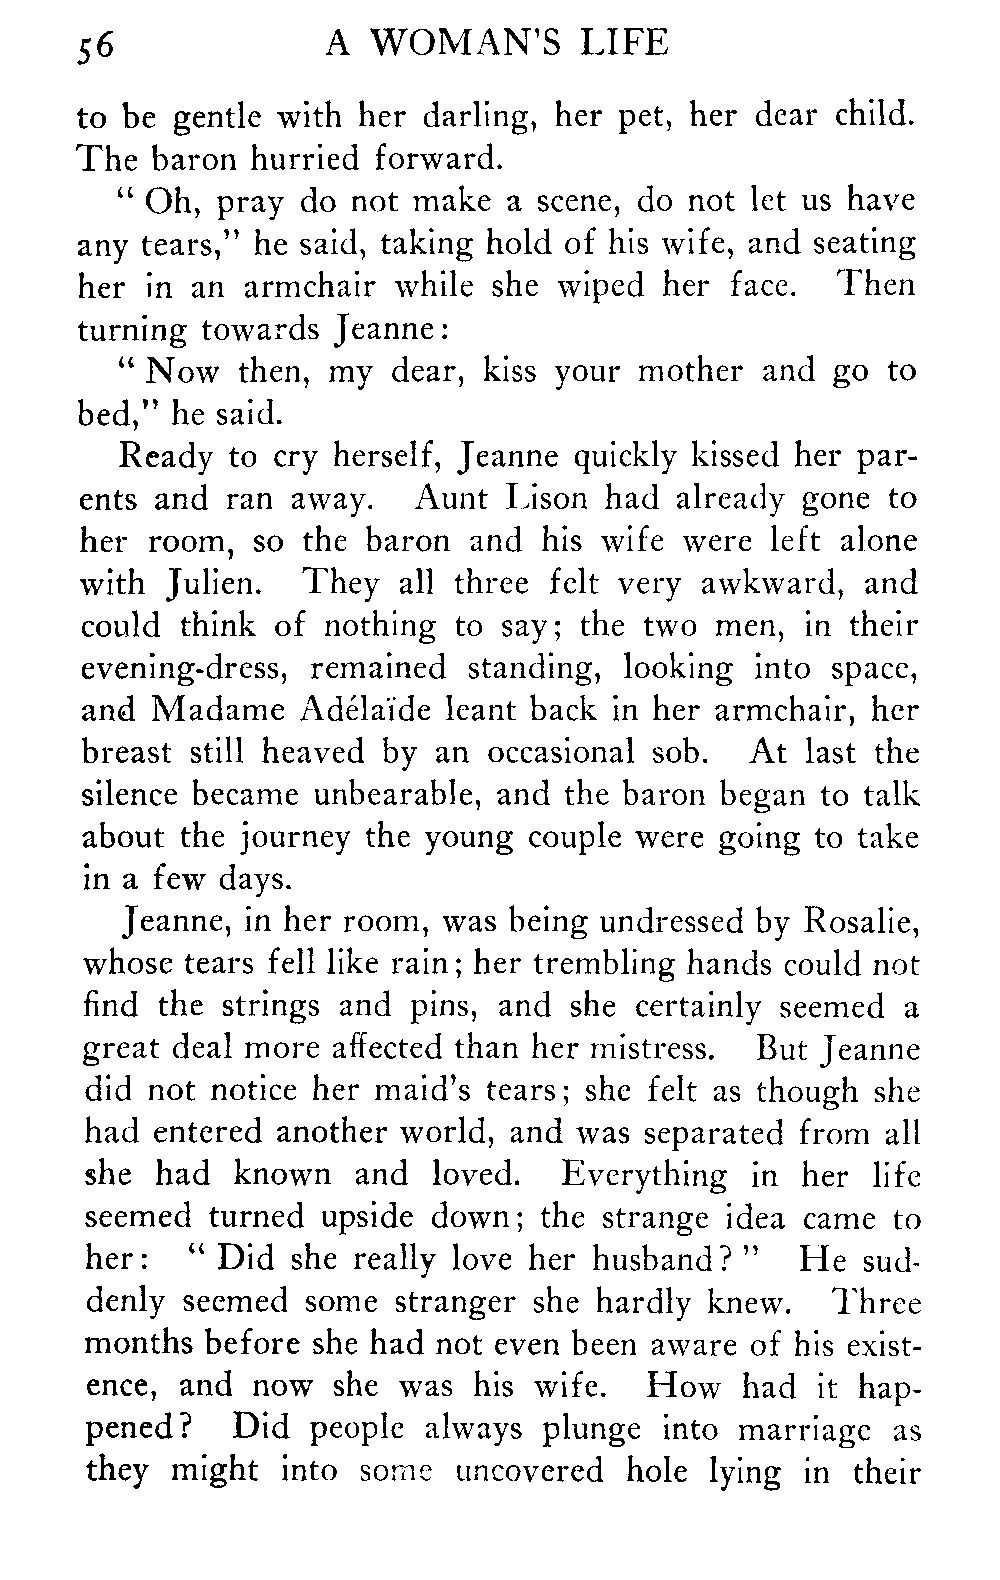 56 A WOMAN'S LIFE
to be gentle with her darling, her pet, her dear child.
The baron hurried forward.
“ Oh, pray do not make a scene, do not let us have
any tears,” he said, taking hold of his wife, and seating
her in an armchair while she wiped her face. Then
turning towards Jeanne:
“ Now then, my dear, kiss your mother and go to
bed,” he said.
Ready to cry herself, Jeanne quickly kissed her par-
ents and ran away. Aunt Lison had already gone to
her room, so the baron and his wife were left alone
with Julien. They all three felt very awkward, and
could think of nothing to say; the two men, in their
evening-dress, remained standing, looking into space,
and Madame Adélaïde leant back in her armchair, her
breast still heaved by an occasional sob. At last the
silence became unbearable, and the baron began to talk
about the journey the young couple were going to take
in a few days.
Jeanne, in her room, was being undressed by Rosalie,
whose tears fell like rain; her trembling hands could not
find the strings and pins, and she certainly seemed a
great deal more affected than her mistress. But Jeanne
did not notice her maid's tears; she felt as though she
had entered another world, and was separated from all
she had known and loved. Everything in her life
seemed turned upside down; the strange idea came to
her: “ Did she really love her husband? ” He sud-
denly seemed some stranger she hardly knew. Three
months before she had not even been aware of his exist-
ence, and now she was his wife. How had it hap-
pened? Did people always plunge into marriage as
they might into some uncovered hole lying in their